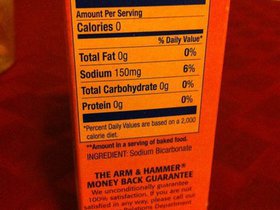 Amount Per Serving
Calories 0
% Daily Value*
Total Fat 0g 0%
Sodium 150mg 6%
Total Carbohydrate 0g 0%
Protein 0g 0%
*Percent Daily Values are based on a 2,000
calorie diet.
**Amount in a serving of baked food.
INGREDIENT: Sodium Bicarbonate
THE ARM & HAMMER®
MONEY BACK GUARANTEE
We unconditionally guarantee
100% satisfaction. If you are not
satisfied in any way, please call our
Relations Department